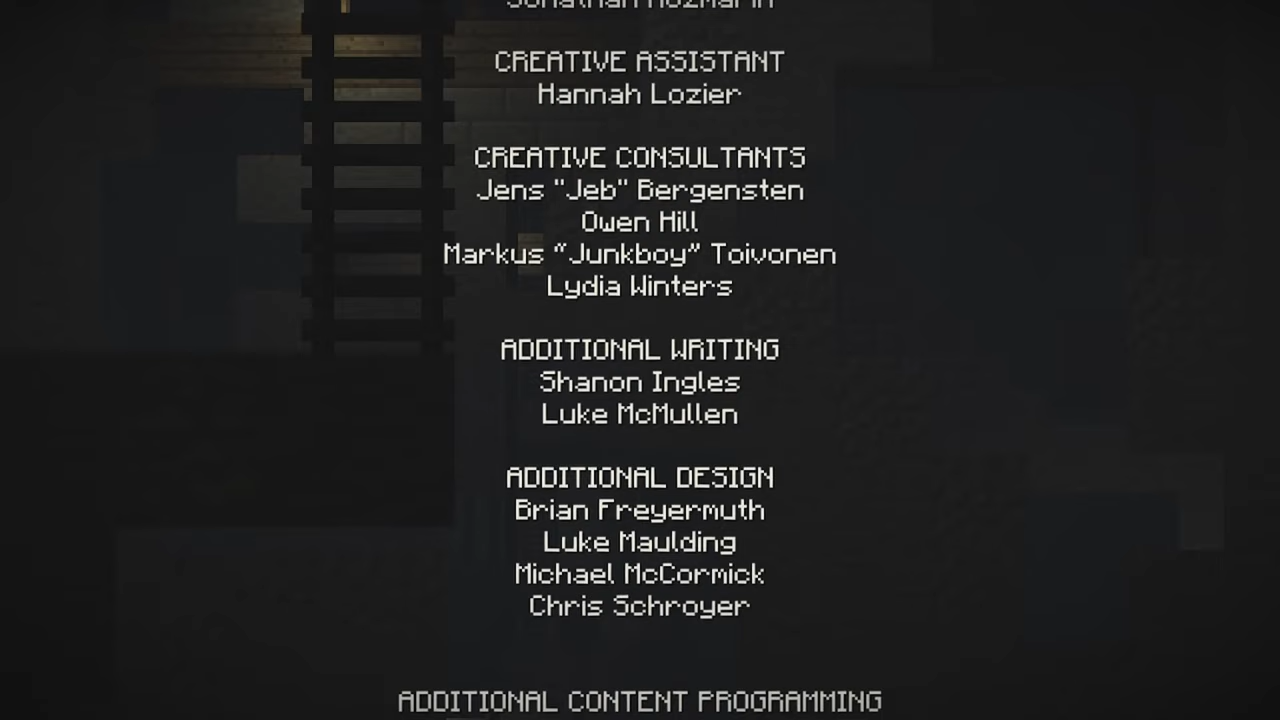 CREATIVE ASSISTANT
Hannah Lozier
CREATIVE CONSULTANTS
Jens "Jeb" Bergensten
Owen Hill
Markus “Junkboy” Toivonen
Lydia Winters
ADDITIONAL WRITING
Shanon Ingles
Luke McMullen
ADDITIONAL DESIGN
Brian Freyermuth
Luke Maulding
Michael McCormick
Chris Schroyer
ADDITIONAL CONTENT PROGRAMMING